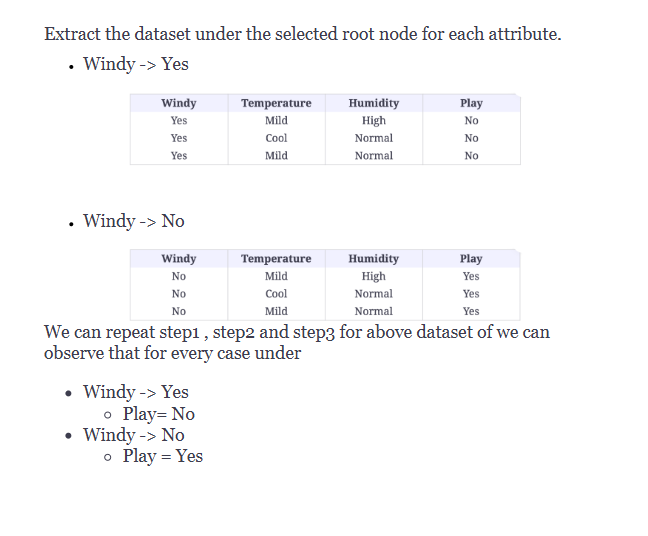 Extract the dataset under the selected root node for each attribute.
• Windy -> Yes
Windy Temperature Humidity Play
Yes Mild High No
Yes Cool Normal No
Yes Mild Normal No
• Windy -> No
Windy Temperature Humidity Play
No Mild High Yes
No Cool Normal Yes
No Mild Normal Yes
We can repeat step1 , step2 and step3 for above dataset of we can
observe that for every case under
• Windy -> Yes
○ Play= No
• Windy -> No
○ Play = Yes